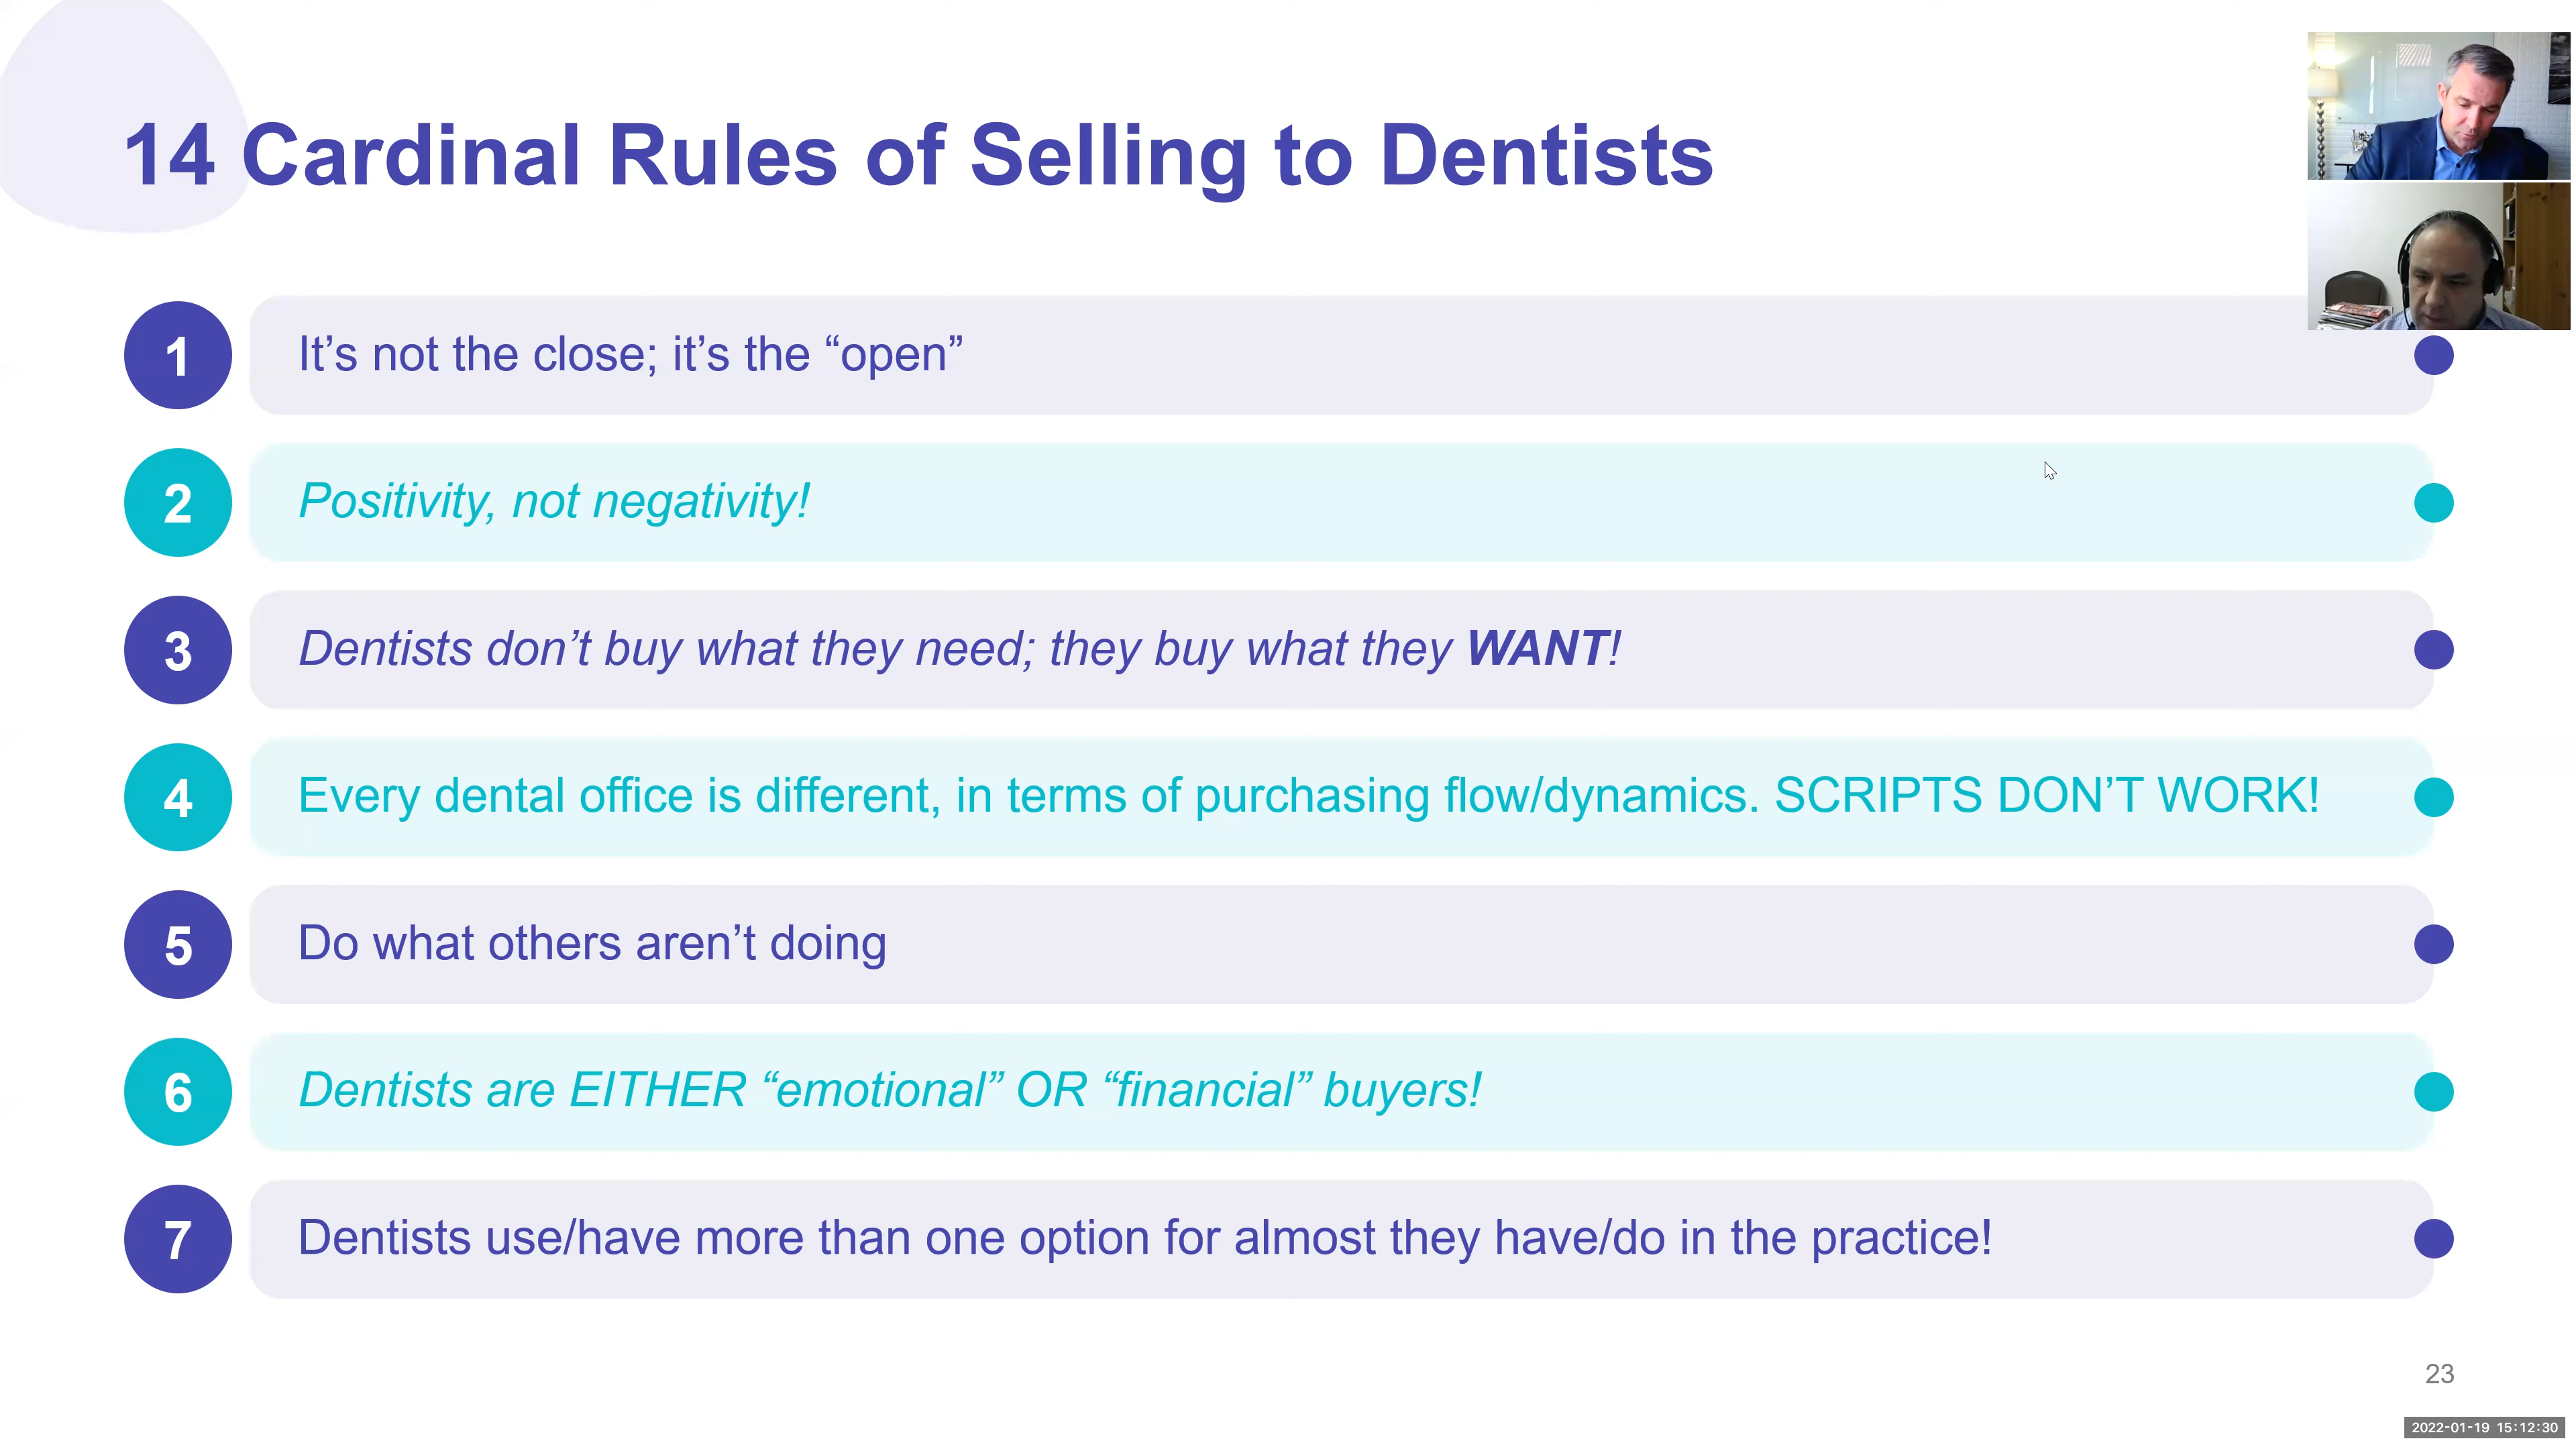 14 Cardinal Rules of Selling to Dentists
1
It’s not the close; it’s the “open”
2
Positivity, not negativity!
3
Dentists don’t buy what they need; they buy what they WANT!
4
Every dental office is different, in terms of purchasing flow/dynamics. SCRIPTS DON’T WORK!
5
Do what others aren’t doing
6
Dentists are EITHER “emotional” OR “financial” buyers!
7
Dentists use/have more than one option for almost they have/do in the practice!
23
2022-01-19 15:12:30